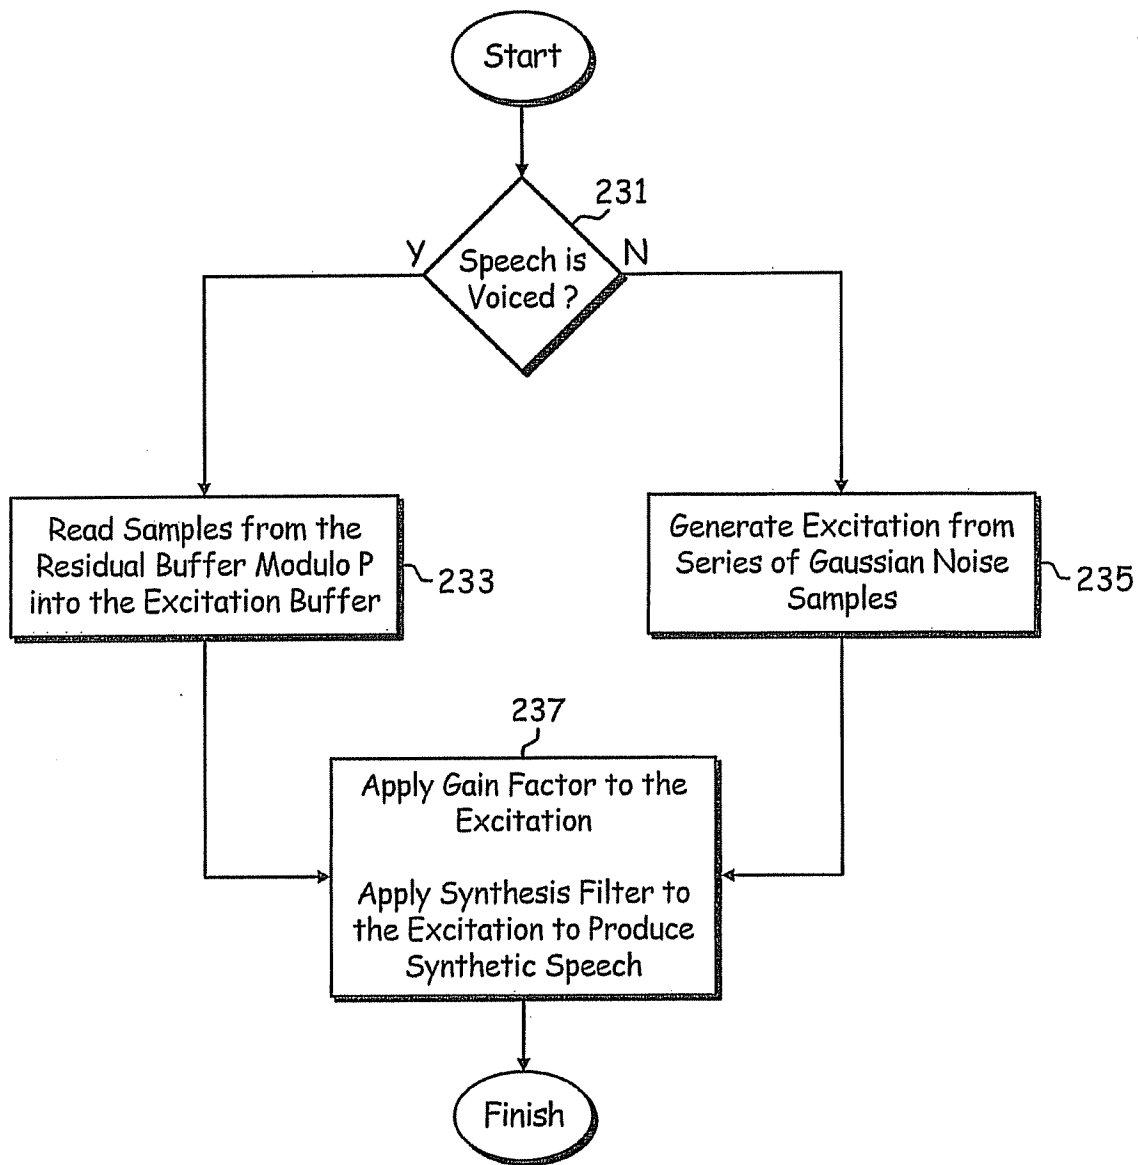 Start
231
Y
N
Speech is
Voiced ?
Read Samples from the
Residual Buffer Modulo P
into the Excitation Buffer
233
Generate Excitation from
Series of Gaussian Noise
Samples
235
237
Apply Gain Factor to the
Excitation
Apply Synthesis Filter to
the Excitation to Produce
Synthetic Speech
Finish